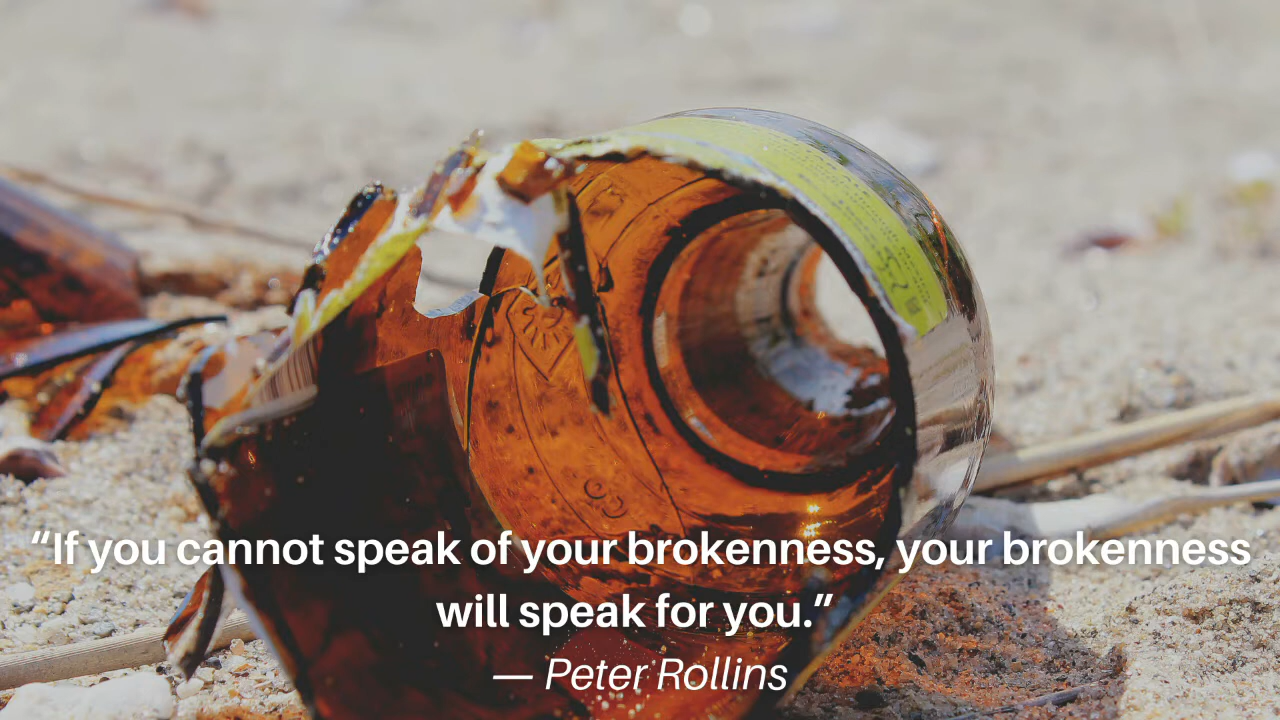 “If you cannot speak of your brokenness, your brokenness
will speak for you.”
— Peter Rollins